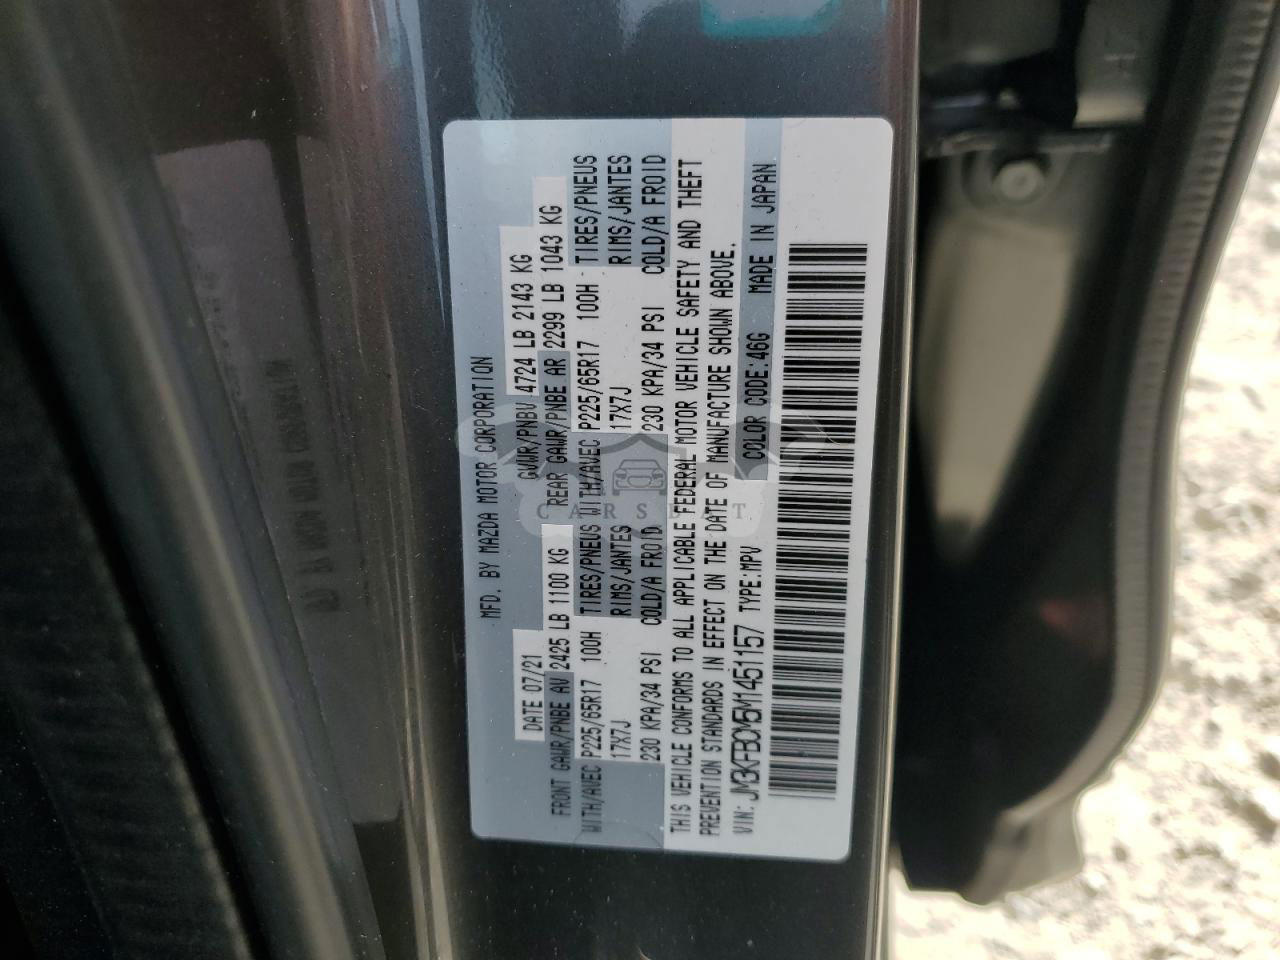 MFD. BY MAZDA MOTOR CORPORATION
DATE 07/21 GVWR/PNBV 4724 LB 2143 KG
FRONT GAWR/PNBE AV 2425 LB 1100 KG REAR GAWR/PNBE AR 2299 LB 1043 KG
WITH/AVEC P225/65R17 100H TIRES/PNEUS WITH/AVEC P225/65R17 100H - TIRES/PNEUS
17X7J RIMS/JANTES 17X7J RIMS/JANTES
230 KPA/34 PSI COLD/A FROID 230 KPA/34 PSI COLD/A FROID
THIS VEHICLE CONFORMS TO ALL APPLICABLE FEDERAL MOTOR VEHICLE SAFETY AND THEFT
PREVENTION STANDARDS IN EFFECT ON THE DATE OF MANUFACTURE SHOWN ABOVE.
VIN: JM3KFBCM5M1451157 TYPE:MPV COLOR CODE:46G MADE IN JAPAN
CARSDAT